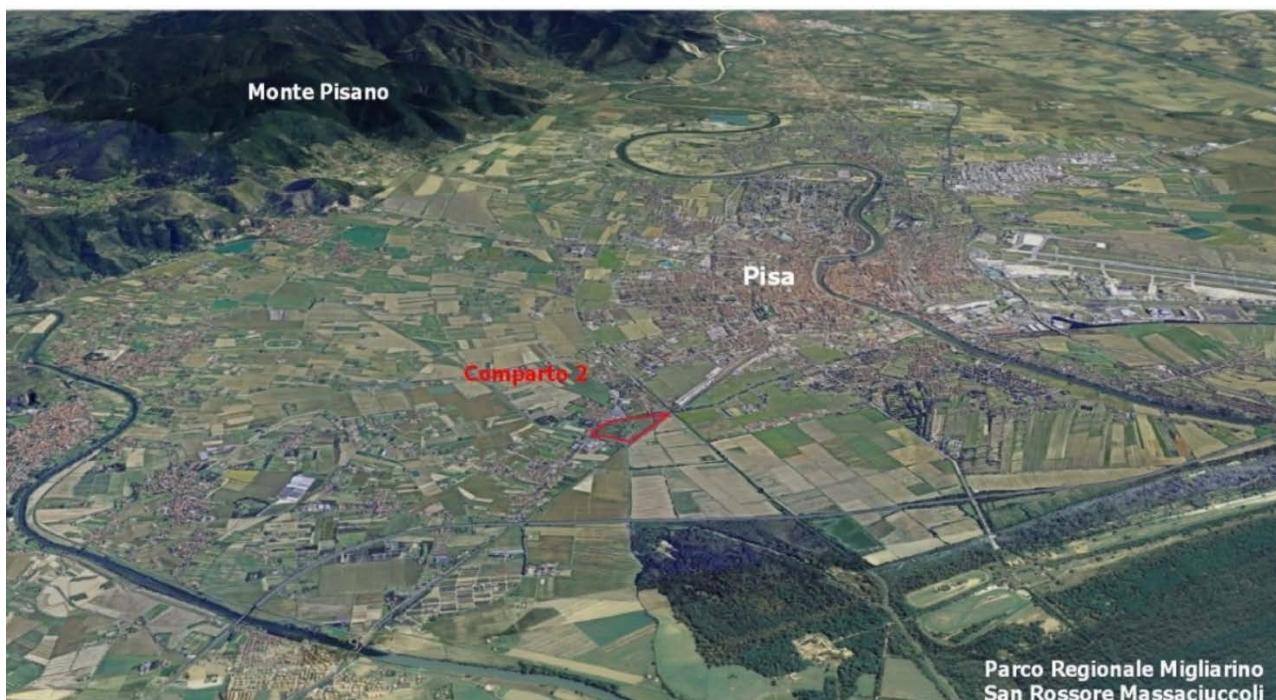 Monte Pisano
Pisa
Comparto 2
Parco Regionale Migliarino
San Rossore Massaciuccoli